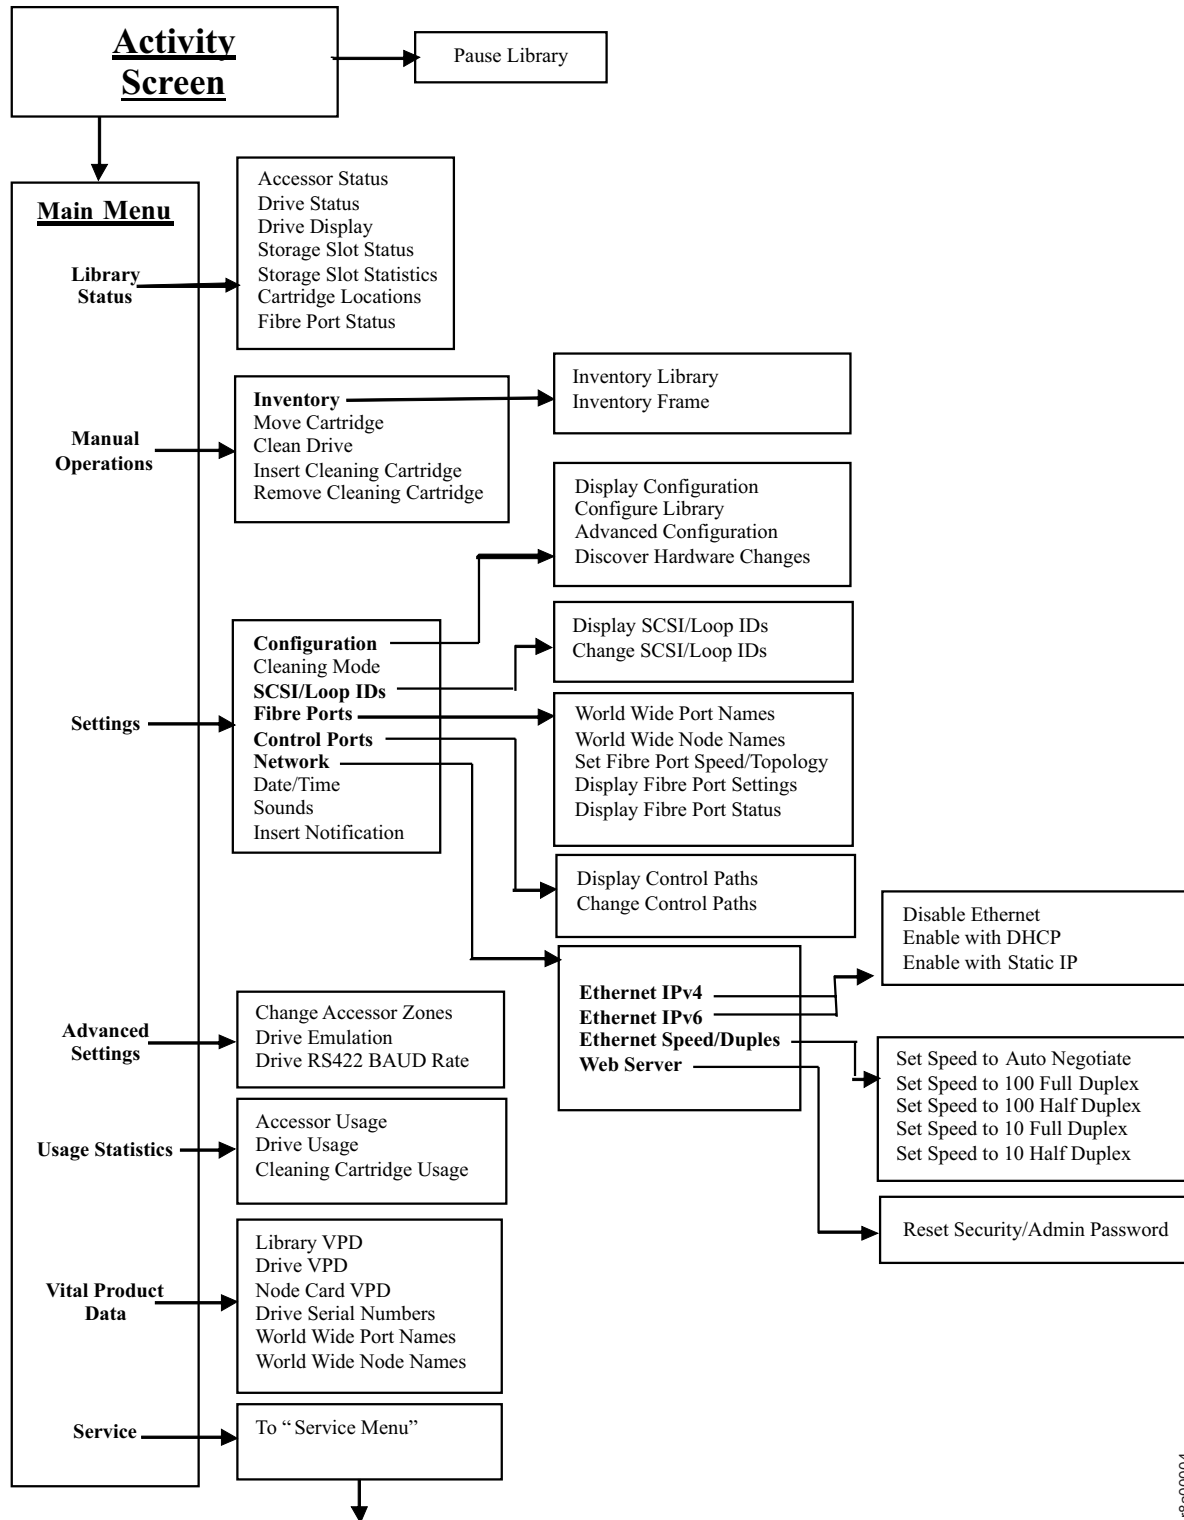 Activity
Screen
Pause Library
Main Menu
Library
Status
Accessor Status
Drive Status
Drive Display
Storage Slot Status
Storage Slot Statistics
Cartridge Locations
Fibre Port Status
Manual
Operations
Inventory
Move Cartridge
Clean Drive
Insert Cleaning Cartridge
Remove Cleaning Cartridge
Inventory Library
Inventory Frame
Settings
Configuration
Cleaning Mode
SCSI/Loop IDs
Fibre Ports
Control Ports
Network
Date/Time
Sounds
Insert Notification
Display Configuration
Configure Library
Advanced Configuration
Discover Hardware Changes
Display SCSI/Loop IDs
Change SCSI/Loop IDs
World Wide Port Names
World Wide Node Names
Set Fibre Port Speed/Topology
Display Fibre Port Settings
Display Fibre Port Status
Display Control Paths
Change Control Paths
Ethernet IPv4
Ethernet IPv6
Ethernet Speed/Duples
Web Server
Disable Ethernet
Enable with DHCP
Enable with Static IP
Set Speed to Auto Negotiate
Set Speed to 100 Full Duplex
Set Speed to 100 Half Duplex
Set Speed to 10 Full Duplex
Set Speed to 10 Half Duplex
Reset Security/Admin Password
Advanced
Settings
Change Accessor Zones
Drive Emulation
Drive RS422 BAUD Rate
Usage Statistics
Accessor Usage
Drive Usage
Cleaning Cartridge Usage
Vital Product
Data
Library VPD
Drive VPD
Node Card VPD
Drive Serial Numbers
World Wide Port Names
World Wide Node Names
Service
To “Service Menu”